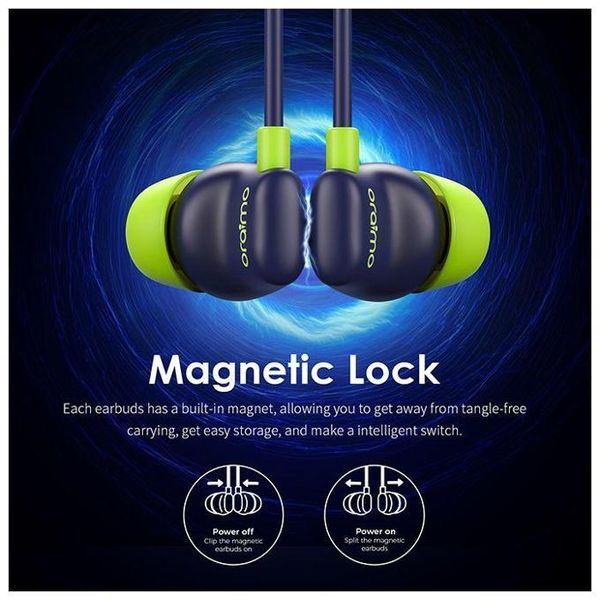 oraimo
oraimo
Magnetic Lock
Each earbuds has a built-in magnet, allowing you to get away from tangle-free
carrying, get easy storage, and make a intelligent switch.
Power off
Clip the magnetic
earbuds on
Power on
Split the magnetic
earbuds